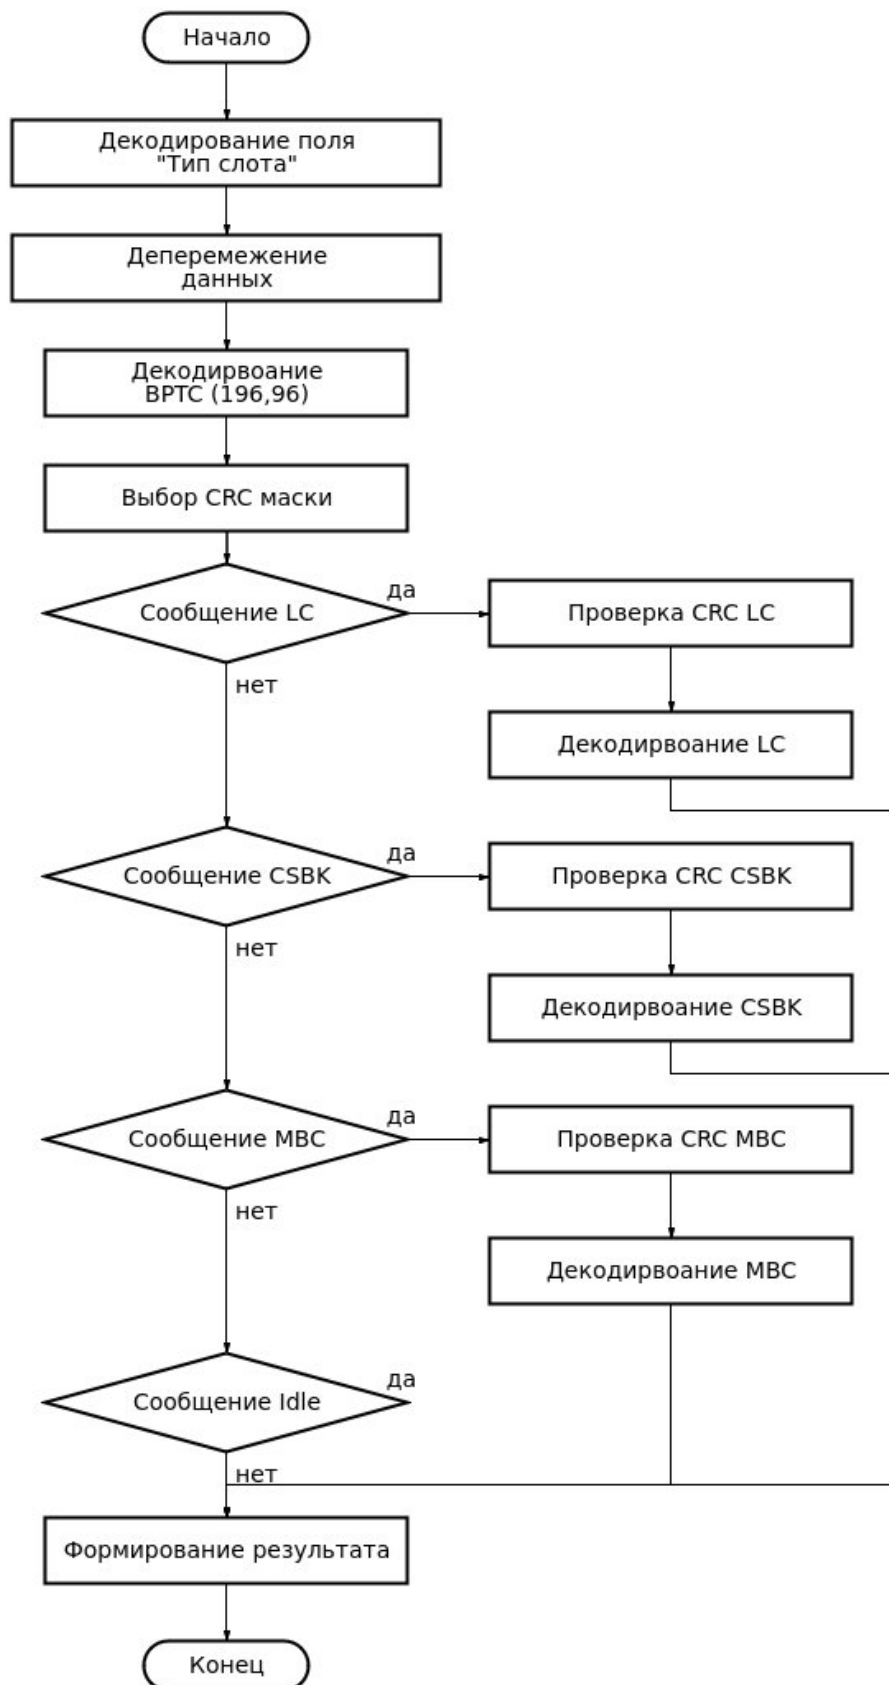 Начало
Декодирование поля
"Тип слота"
Деперемежение
данных
Декодирвоание
BPTC (196,96)
Выбор CRC маски
Сообщение LC
да
Проверка CRC LC
нет
Декодирвоание LC
Сообщение CSBK
да
Проверка CRC CSBK
нет
Декодирвоание CSBK
Сообщение MBC
да
Проверка CRC MBC
нет
Декодирвоание MBC
Сообщение Idle
да
нет
Формирование результата
Конец